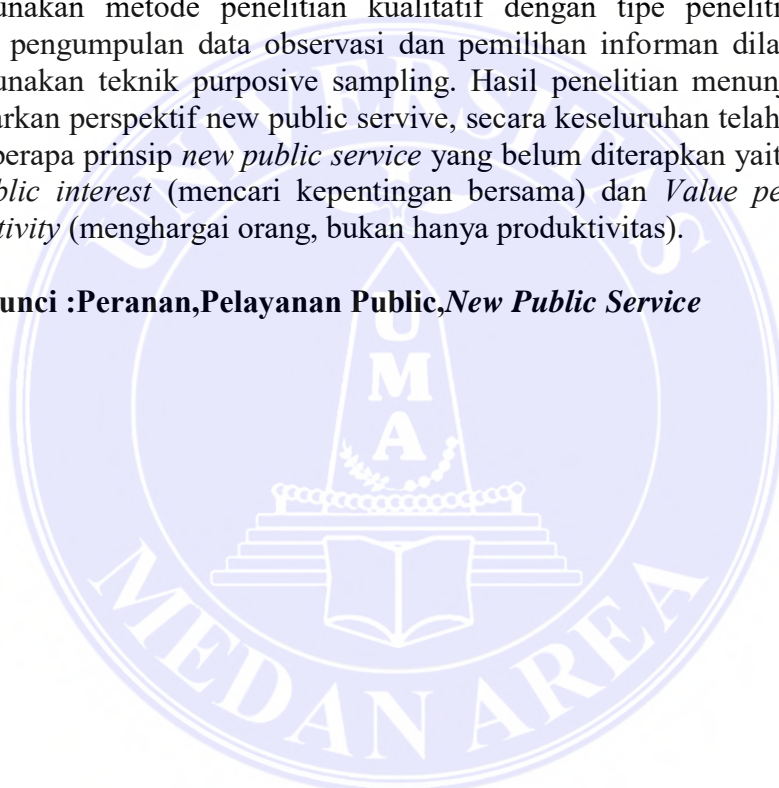 unakan metode penelitian kualitatif dengan tipe peneliti
pengumpulan data observasi dan pemilihan informan dila
unakan teknik purposive sampling. Hasil penelitian menunj
arkan perspektif new public servive, secara keseluruhan telah
berapa prinsip new public service yang belum diterapkan yait
blic interest (mencari kepentingan bersama) dan Value pe
tivity (menghargai orang, bukan hanya produktivitas).
unci :Peranan,Pelayanan Public,New Public Service
UNIVERSITAS
UMA
MEDAN AREA